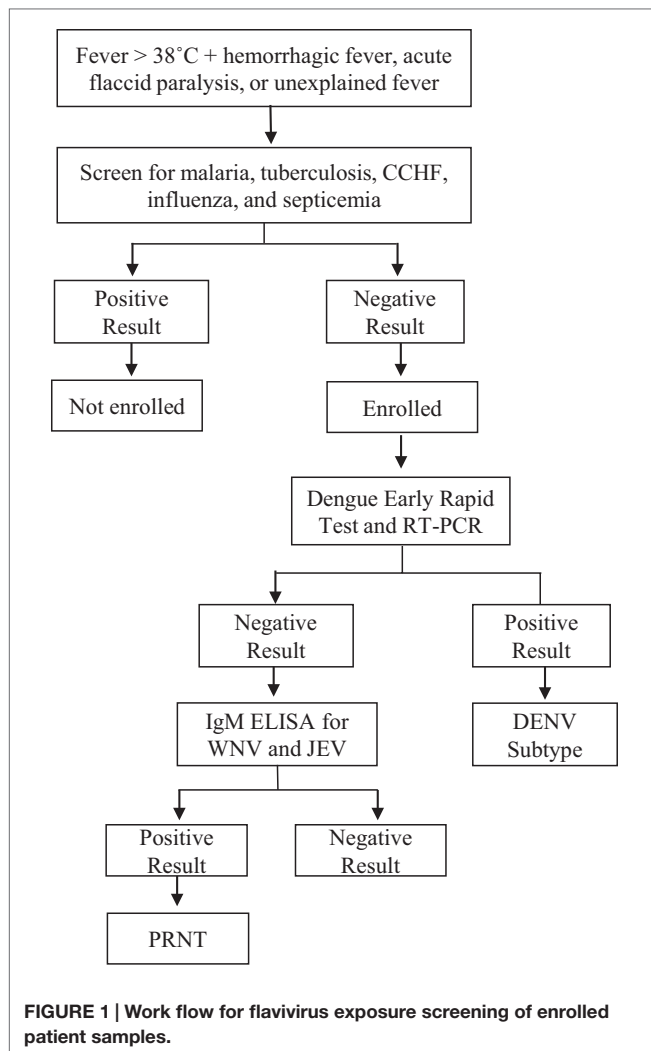 Fever > 38˚C + hemorrhagic fever, acute
flaccid paralysis, or unexplained fever
Screen for malaria, tuberculosis, CCHF,
influenza, and septicemia
Positive
Result
Negative
Result
Not enrolled
Enrolled
Dengue Early Rapid
Test and RT-PCR
Negative
Result
Positive
Result
IgM ELISA for
WNV and JEV
DENV
Subtype
Positive
Result
Negative
Result
PRNT
FIGURE 1 | Work flow for flavivirus exposure screening of enrolled
patient samples.